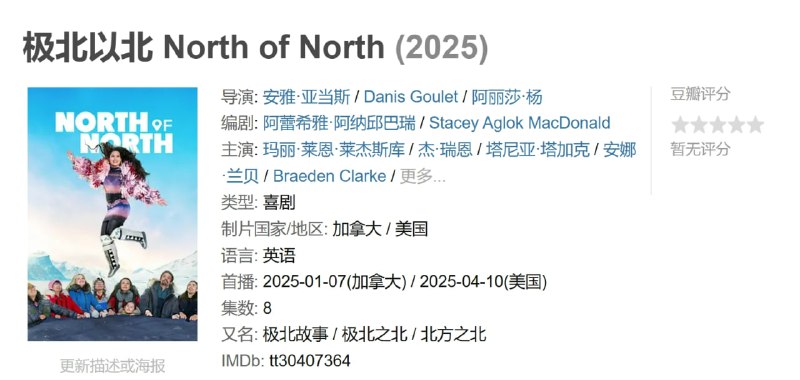 极北以北 North of North (2025)
NORTH OF
NORTH
更新描述或海报
导演: 安雅·亚当斯 / Danis Goulet / 阿丽莎·杨
编剧: 阿蕾希雅·阿纳邱巴瑞 / Stacey Aglok MacDonald
主演: 玛丽·莱恩·莱杰斯库 / 杰·瑞恩 / 塔尼亚·塔加克 / 安娜
·兰贝 / Braeden Clarke / 更多...
类型: 喜剧
制片国家/地区: 加拿大 / 美国
语言: 英语
首播: 2025-01-07(加拿大) / 2025-04-10(美国)
集数: 8
又名: 极北故事 / 极北之北 / 北方之北
IMDb: tt30407364
豆瓣评分
暂无评分